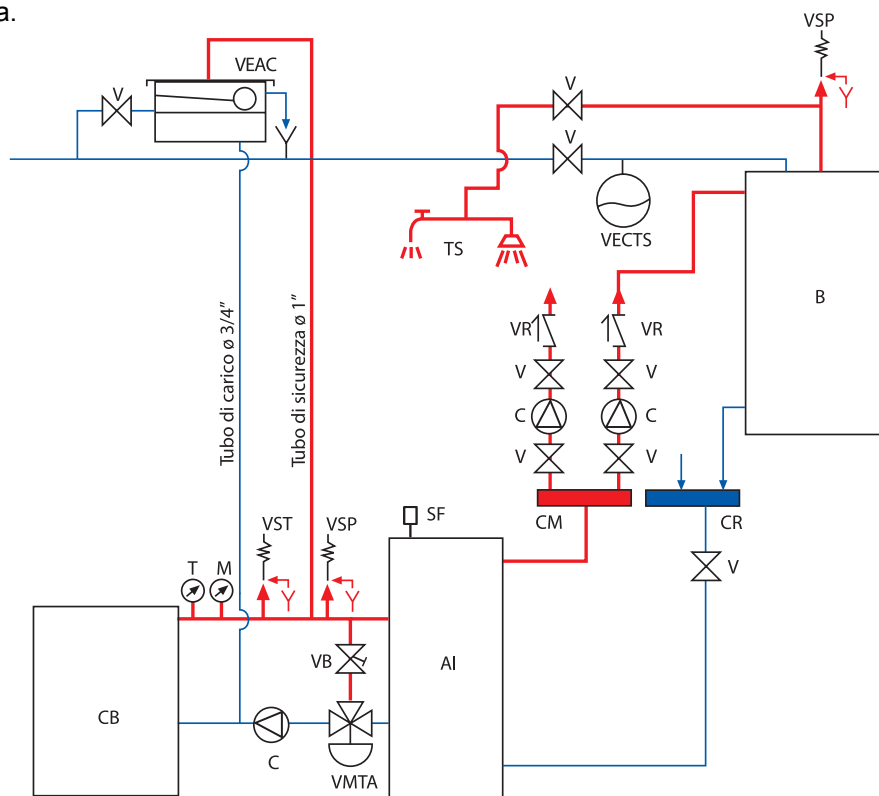 a.
VSP
VEAC
V
V
V
TS
VECTS
B
Tubo di carico ø 3/4”
Tubo di sicurezza ø 1”
VR
VR
V
V
C
C
V
V
CM
CR
SF
VST
VSP
T
M
V
VB
AI
CB
C
VMTA